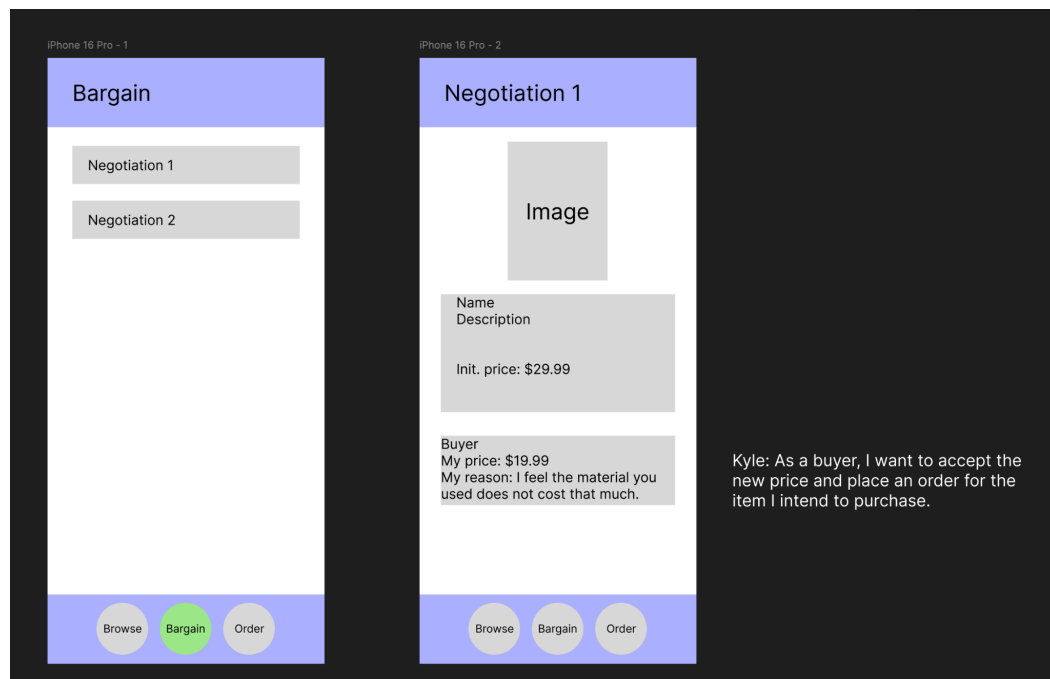 iPhone 16 Pro - 1
Bargain
Negotiation 1
Negotiation 2
Browse
Bargain
Order
iPhone 16 Pro - 2
Negotiation 1
Image
Name
Description
Init. price: $29.99
Buyer
My price: $19.99
My reason: I feel the material you
used does not cost that much.
Browse
Bargain
Order
Kyle: As a buyer, I want to accept the
new price and place an order for the
item I intend to purchase.